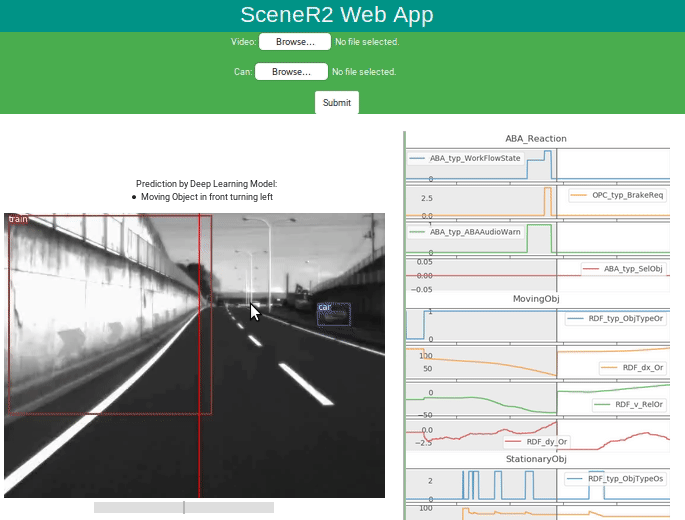 SceneR2 Web App
Video: Browse... No file selected.
Can: Browse... No file selected.
Submit
Prediction by Deep Learning Model:
• Moving Object in front turning left
train
car
ABA_Reaction
ABA_typ_WorkFlowState
0
OPC_typ_BrakeReq
2.5
0.0
ABA_typ_ABAAudioWarn
0
0.05
0.00
ABA_typ_SelObj
−0.05
MovingObj
1
RDF_typ_ObjTypeOr
0
100
RDF_dx_Or
50
0
RDF_v_RelOr
−50
0.0
−2.5
RDF_dy_Or
StationaryObj
RDF_typ_ObjTypeOs
2
0
100